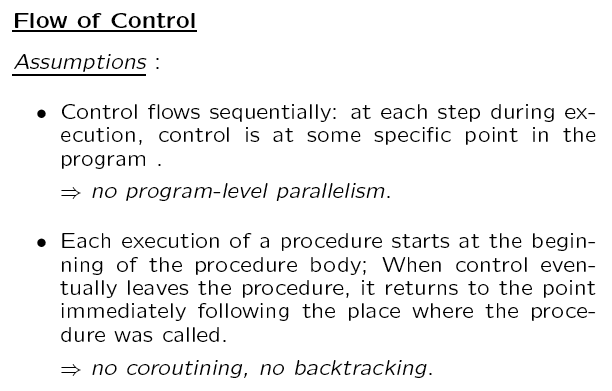 Flow of Control
Assumptions :
• Control flows sequentially: at each step during ex-
ecution, control is at some specific point in the
program .
⇒ no program-level parallelism.
• Each execution of a procedure starts at the begin-
ning of the procedure body; When control even-
tually leaves the procedure, it returns to the point
immediately following the place where the proce-
dure was called.
⇒ no coroutining, no backtracking.